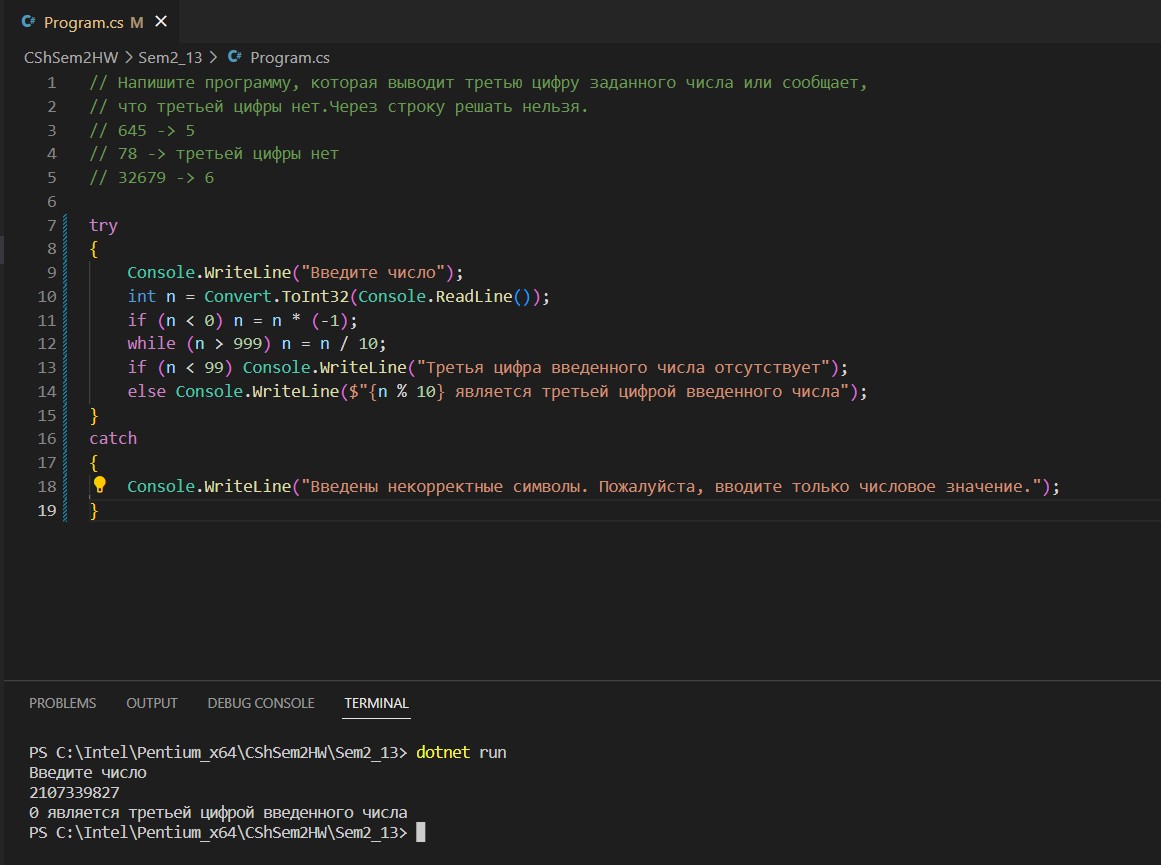 C# Program.cs M ×
CShSem2HW > Sem2_13 > C# Program.cs
1 // Напишите программу, которая выводит третью цифру заданного числа или сообщает,
2 // что третьей цифры нет.Через строку решать нельзя.
3 // 645 -> 5
4 // 78 -> третьей цифры нет
5 // 32679 -> 6
6
7 try
8 {
9 Console.WriteLine("Введите число");
10 int n = Convert.ToInt32(Console.ReadLine());
11 if (n < 0) n = n * (-1);
12 while (n > 999) n = n / 10;
13 if (n < 99) Console.WriteLine("Третья цифра введенного числа отсутствует");
14 else Console.WriteLine($"{n % 10} является третьей цифрой введенного числа");
15 }
16 catch
17 {
18 Console.WriteLine("Введены некорректные символы. Пожалуйста, вводите только числовое значение.");
19 }
PROBLEMS OUTPUT DEBUG CONSOLE TERMINAL
PS C:\Intel\Pentium_x64\CShSem2HW\Sem2_13> dotnet run
Введите число
2107339827
0 является третьей цифрой введенного числа
PS C:\Intel\Pentium_x64\CShSem2HW\Sem2_13>